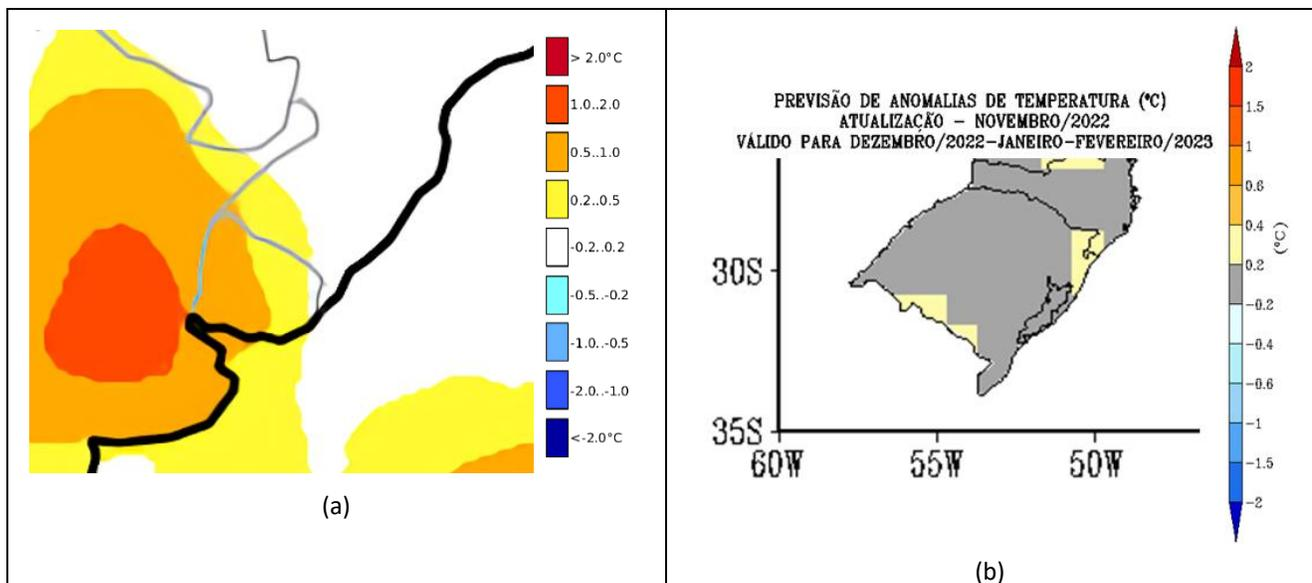 > 2.0°C
1.0..2.0
0.5..1.0
0.2..0.5
-0.2..0.2
-0.5..-0.2
-1.0..-0.5
-2.0..-1.0
<-2.0°C
(a)
PREVISÃO DE ANOMALIAS DE TEMPERATURA (°C)
ATUALIZAÇÃO - NOVEMBRO/2022
VÁLIDO PARA DEZEMBRO/2022-JANEIRO-FEVEREIRO/2023
30S
35S
60W 55W 50W
2
1.5
1
0.6
0.4
0.2
-0.2
-0.4
-0.6
-1
-1.5
-2
(°C)
(b)